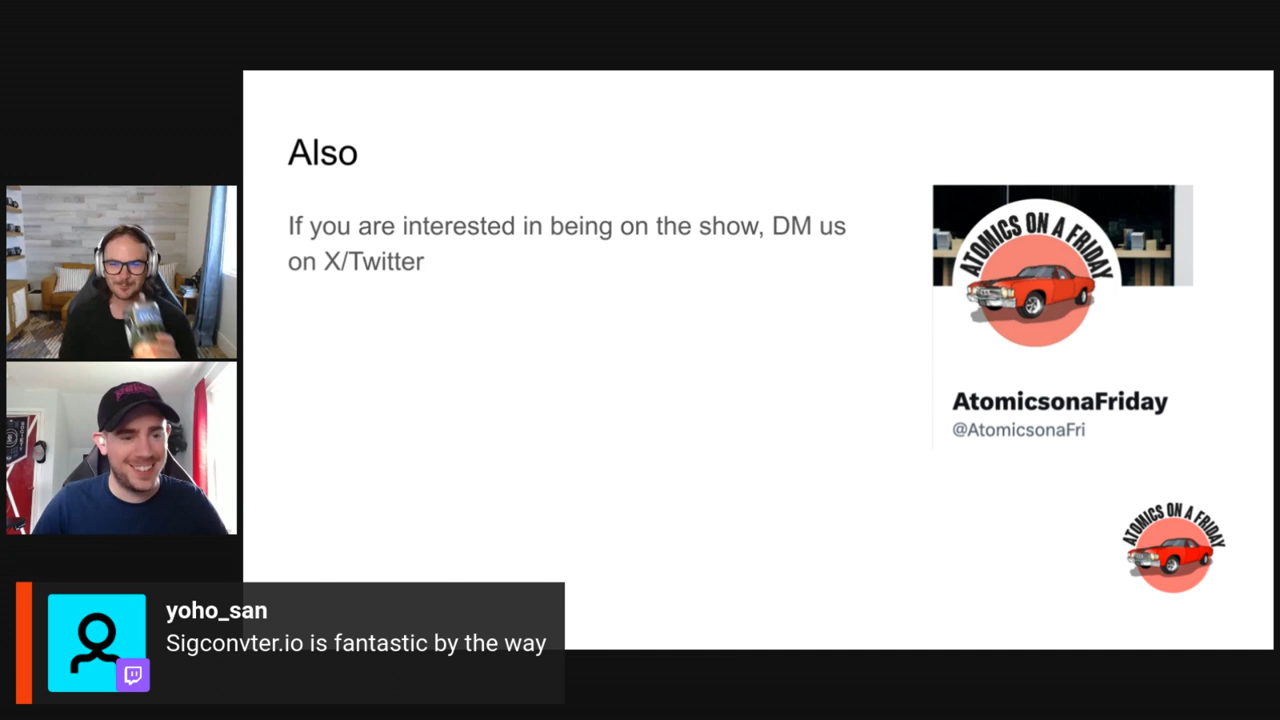 Also
If you are interested in being on the show, DM us
on X/Twitter
ATOMICS ON A FRIDAY
AtomicsonaFriday
@AtomicsonaFri
ATOMICS ON A FRIDAY
yoho_san
Sigconvter.io is fantastic by the way